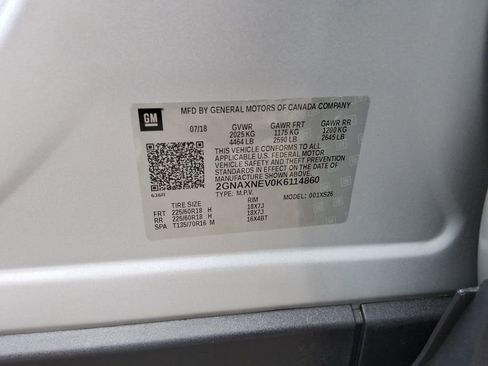 GM
MFD BY GENERAL MOTORS OF CANADA COMPANY
07/18 GVWR GAWR FRT GAWR RR
2025 KG 1175 KG 1200 KG
4464 LB 2590 LB 2645 LB
THIS VEHICLE CONFORMS TO ALL
APPLICABLE U.S. FEDERAL MOTOR
VEHICLE SAFETY AND THEFT PREVENTION
STANDARDS IN EFFECT ON THE DATE
OF MANUFACTURE SHOWN ABOVE.
2GNAXNEV0K6114860
TYPE: M.P.V. MODEL: 001XS26
TIRE SIZE RIM
FRT 225/60R18 H 18X7J
RR 225/60R18 H 18X7J
SPA T135/70R16 M 16X4BT